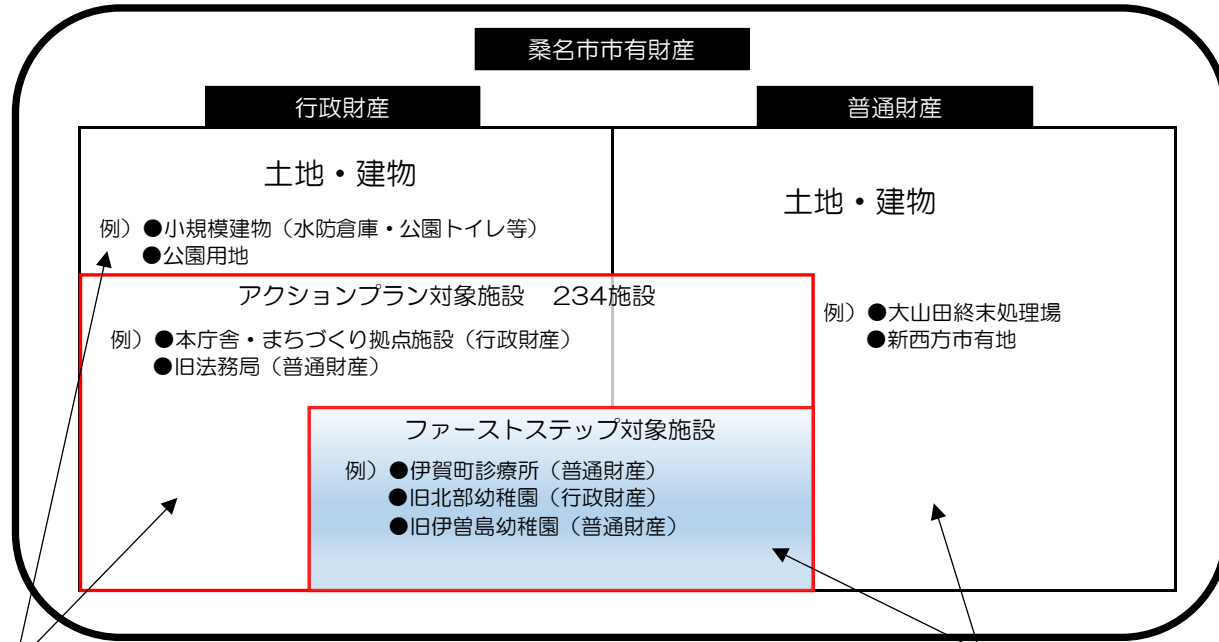 桑名市市有財産
行政財産
普通財産
土地・建物
例）●小規模建物（水防倉庫・公園トイレ等）
●公園用地
土地・建物
例）●大山田終末処理場
●新西方市有地
アクションプラン対象施設　234施設
例）●本庁舎・まちづくり拠点施設（行政財産）
●旧法務局（普通財産）
ファーストステップ対象施設
例）●伊賀町診療所（普通財産）
●旧北部幼稚園（行政財産）
●旧伊曽島幼稚園（普通財産）